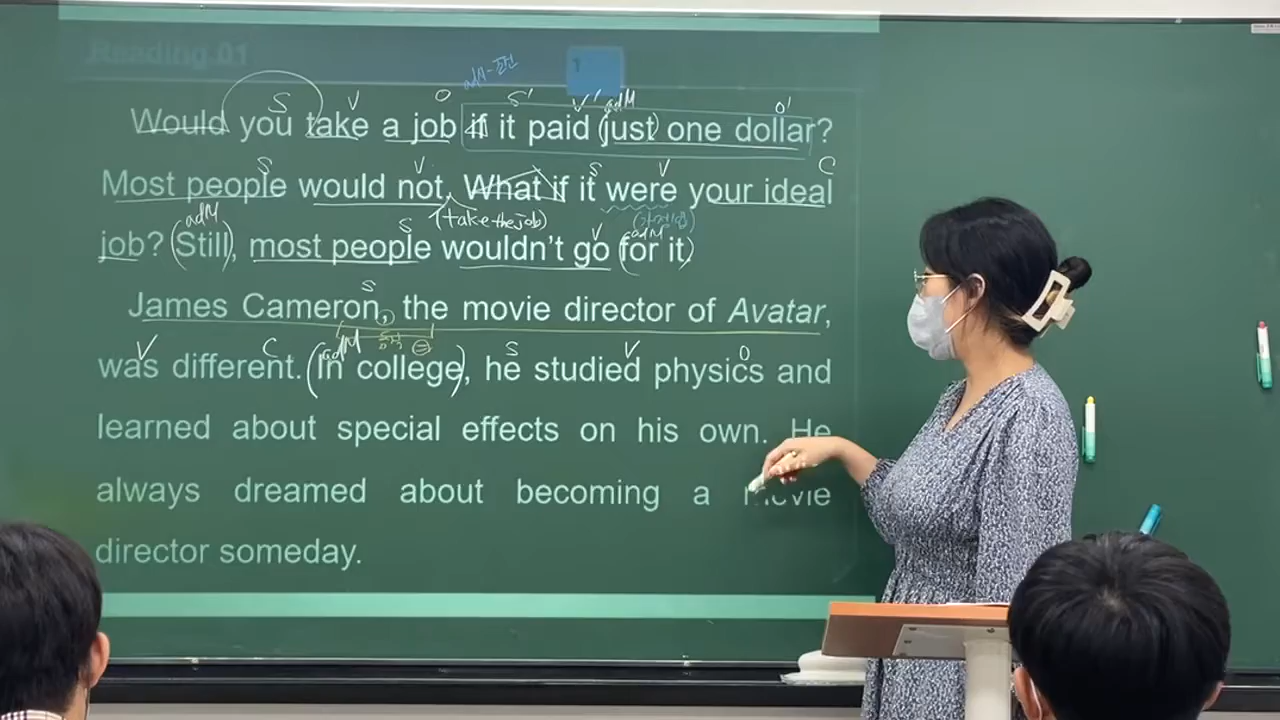 Reading 01
1
Would you take a job if it paid (just) one dollar?
Most people would not. What if it were your ideal
(take the job)
job? (Still), most people wouldn't go (for it)
James Cameron, the movie director of Avatar,
was different. (In college), he studied physics and
learned about special effects on his own. He
always dreamed about becoming a movie
director someday.